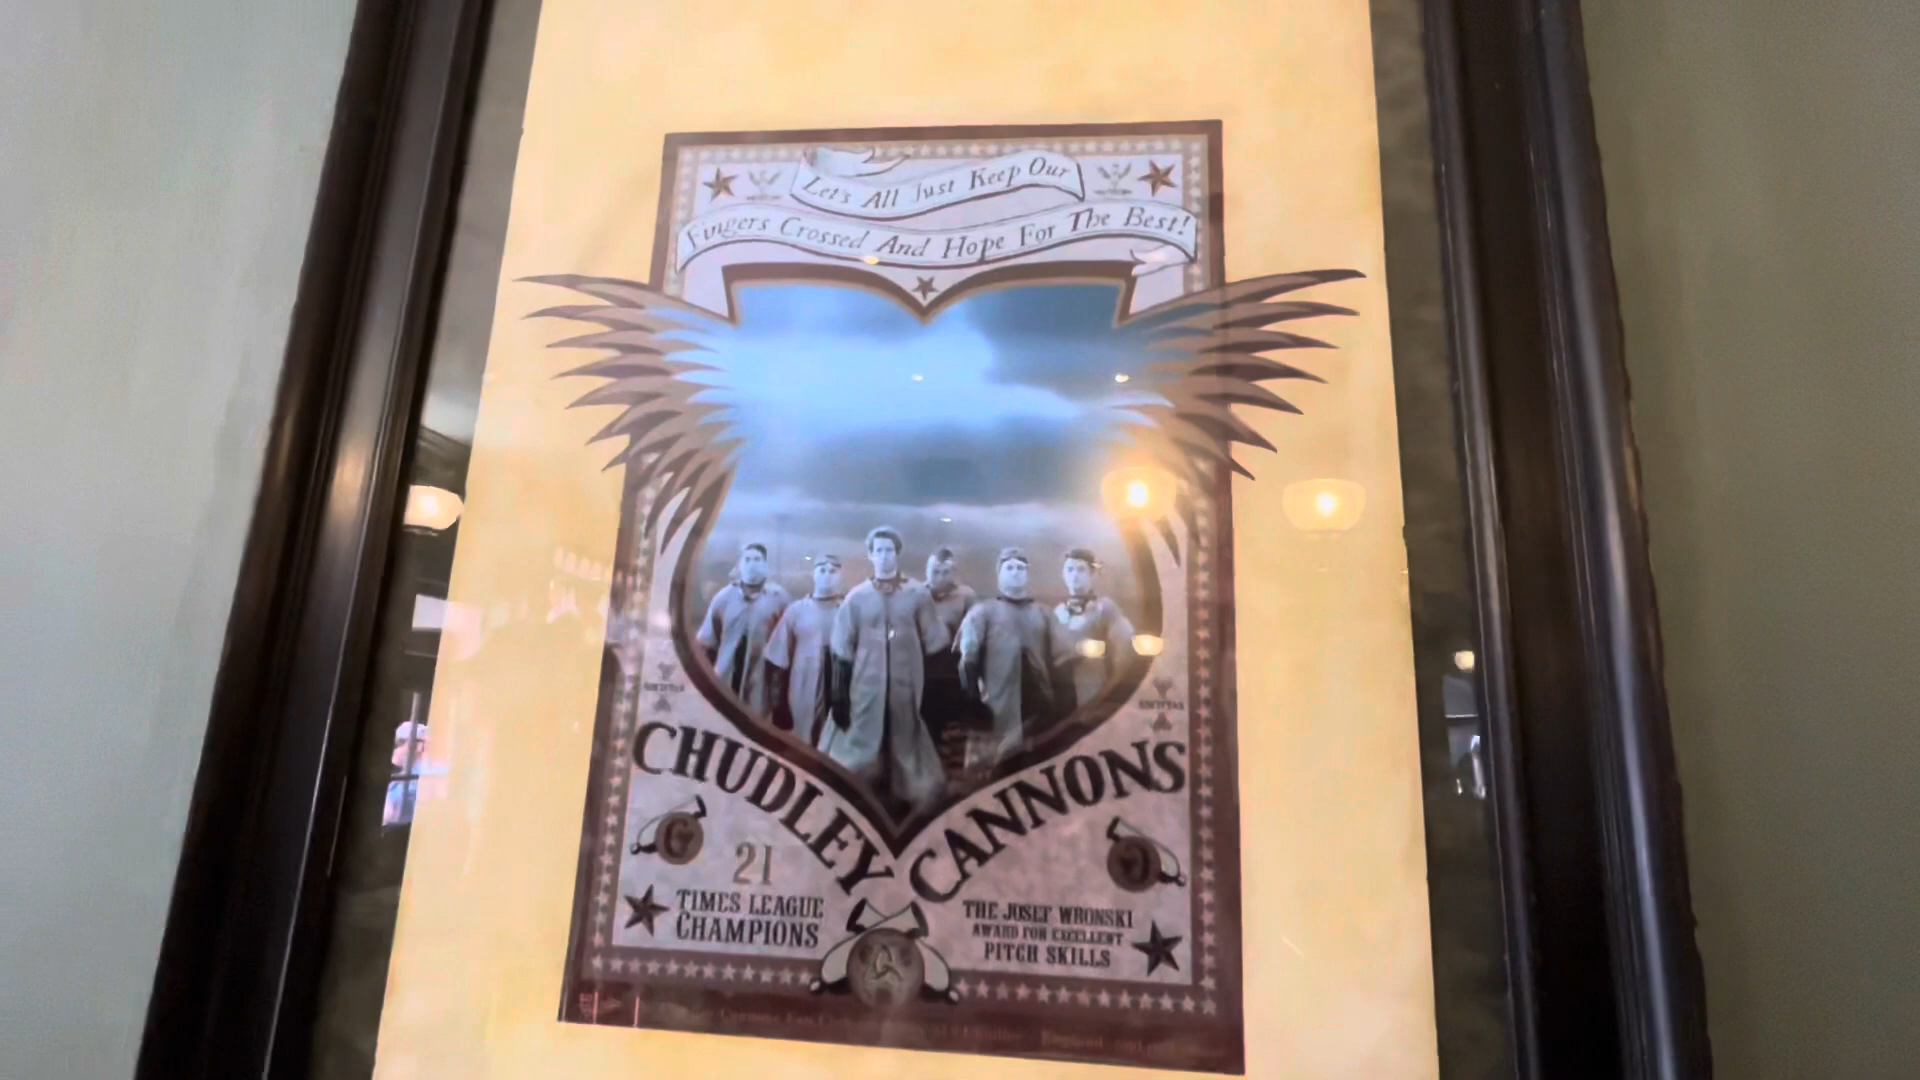 Let's All Just Keep Our
Fingers Crossed And Hope For The Best!
CHUDLEY CANNONS
21
TIMES LEAGUE
CHAMPIONS
THE JOSEF WRONSKI
AWARD FOR EXCELLENT
PITCH SKILLS